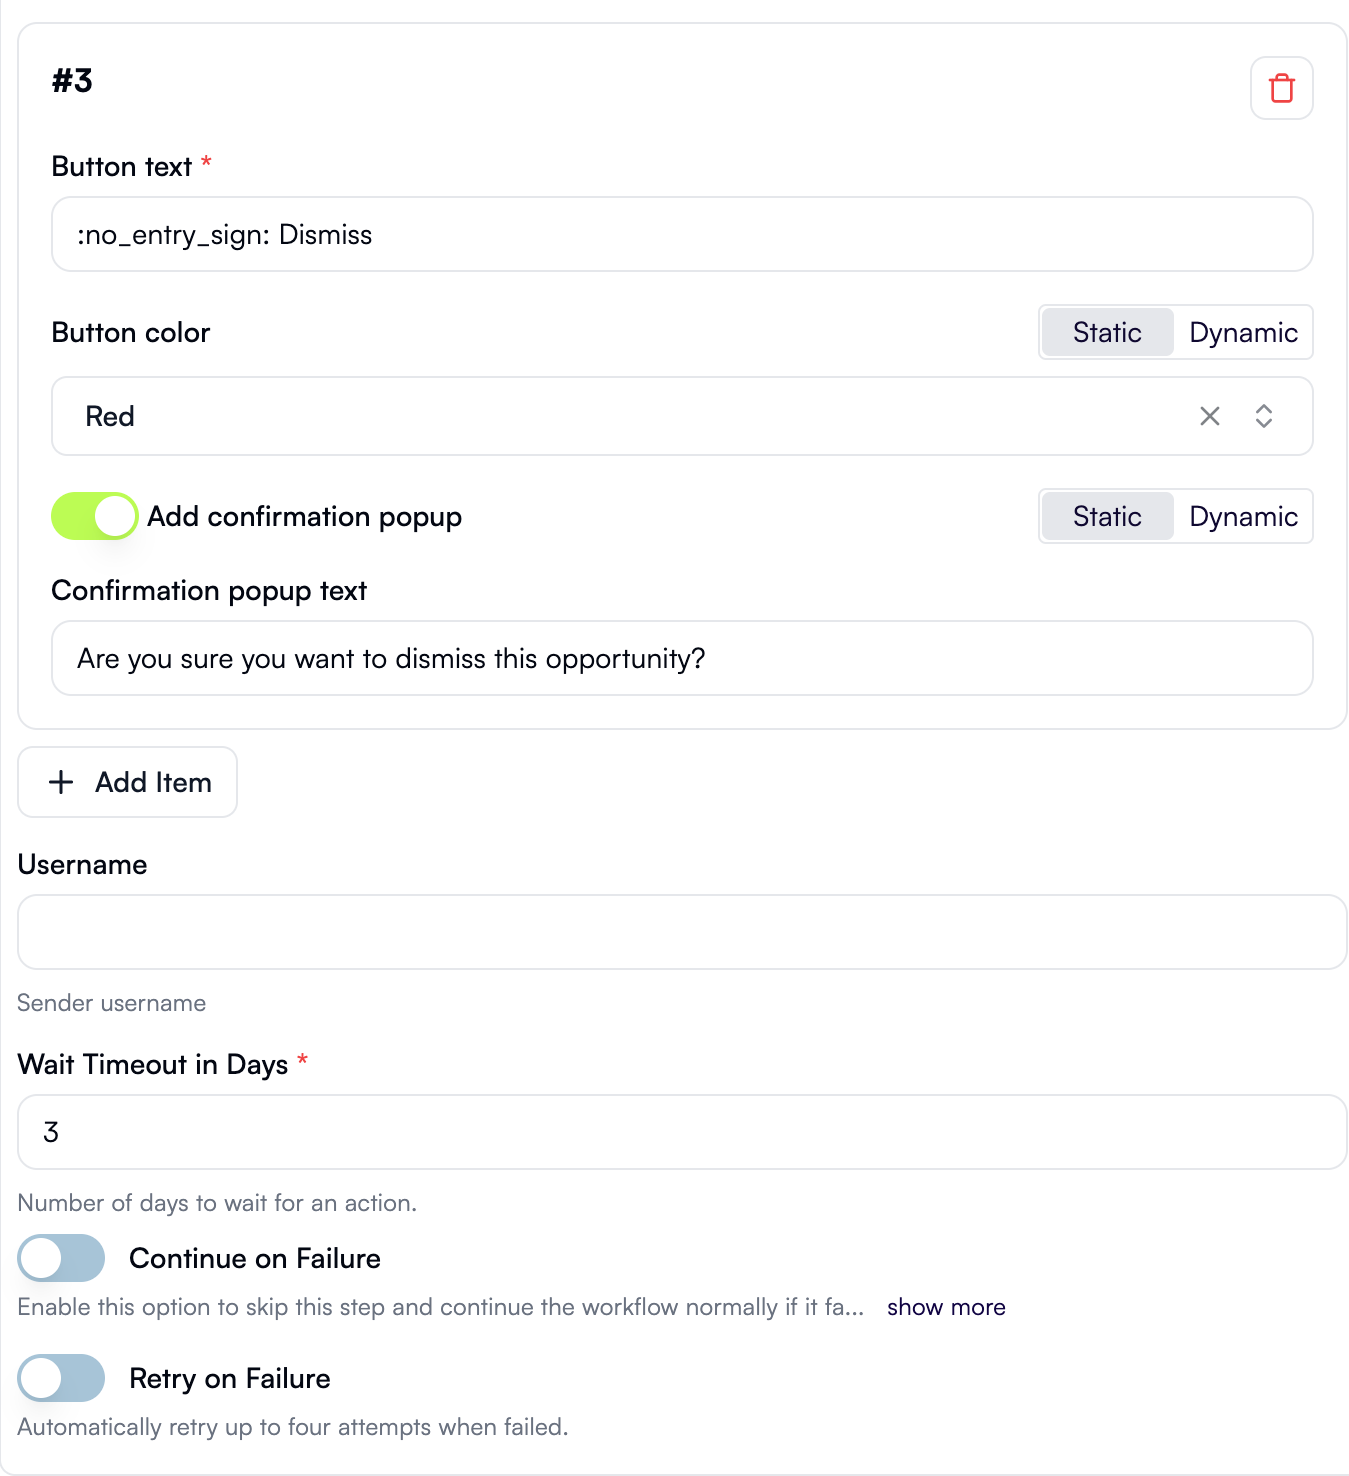 #3
Button text *
:no_entry_sign: Dismiss
Button color
Static Dynamic
Red
Add confirmation popup
Static Dynamic
Confirmation popup text
Are you sure you want to dismiss this opportunity?
Add Item
Username
Sender username
Wait Timeout in Days *
3
Number of days to wait for an action.
Continue on Failure
Enable this option to skip this step and continue the workflow normally if it fa... show more
Retry on Failure
Automatically retry up to four attempts when failed.